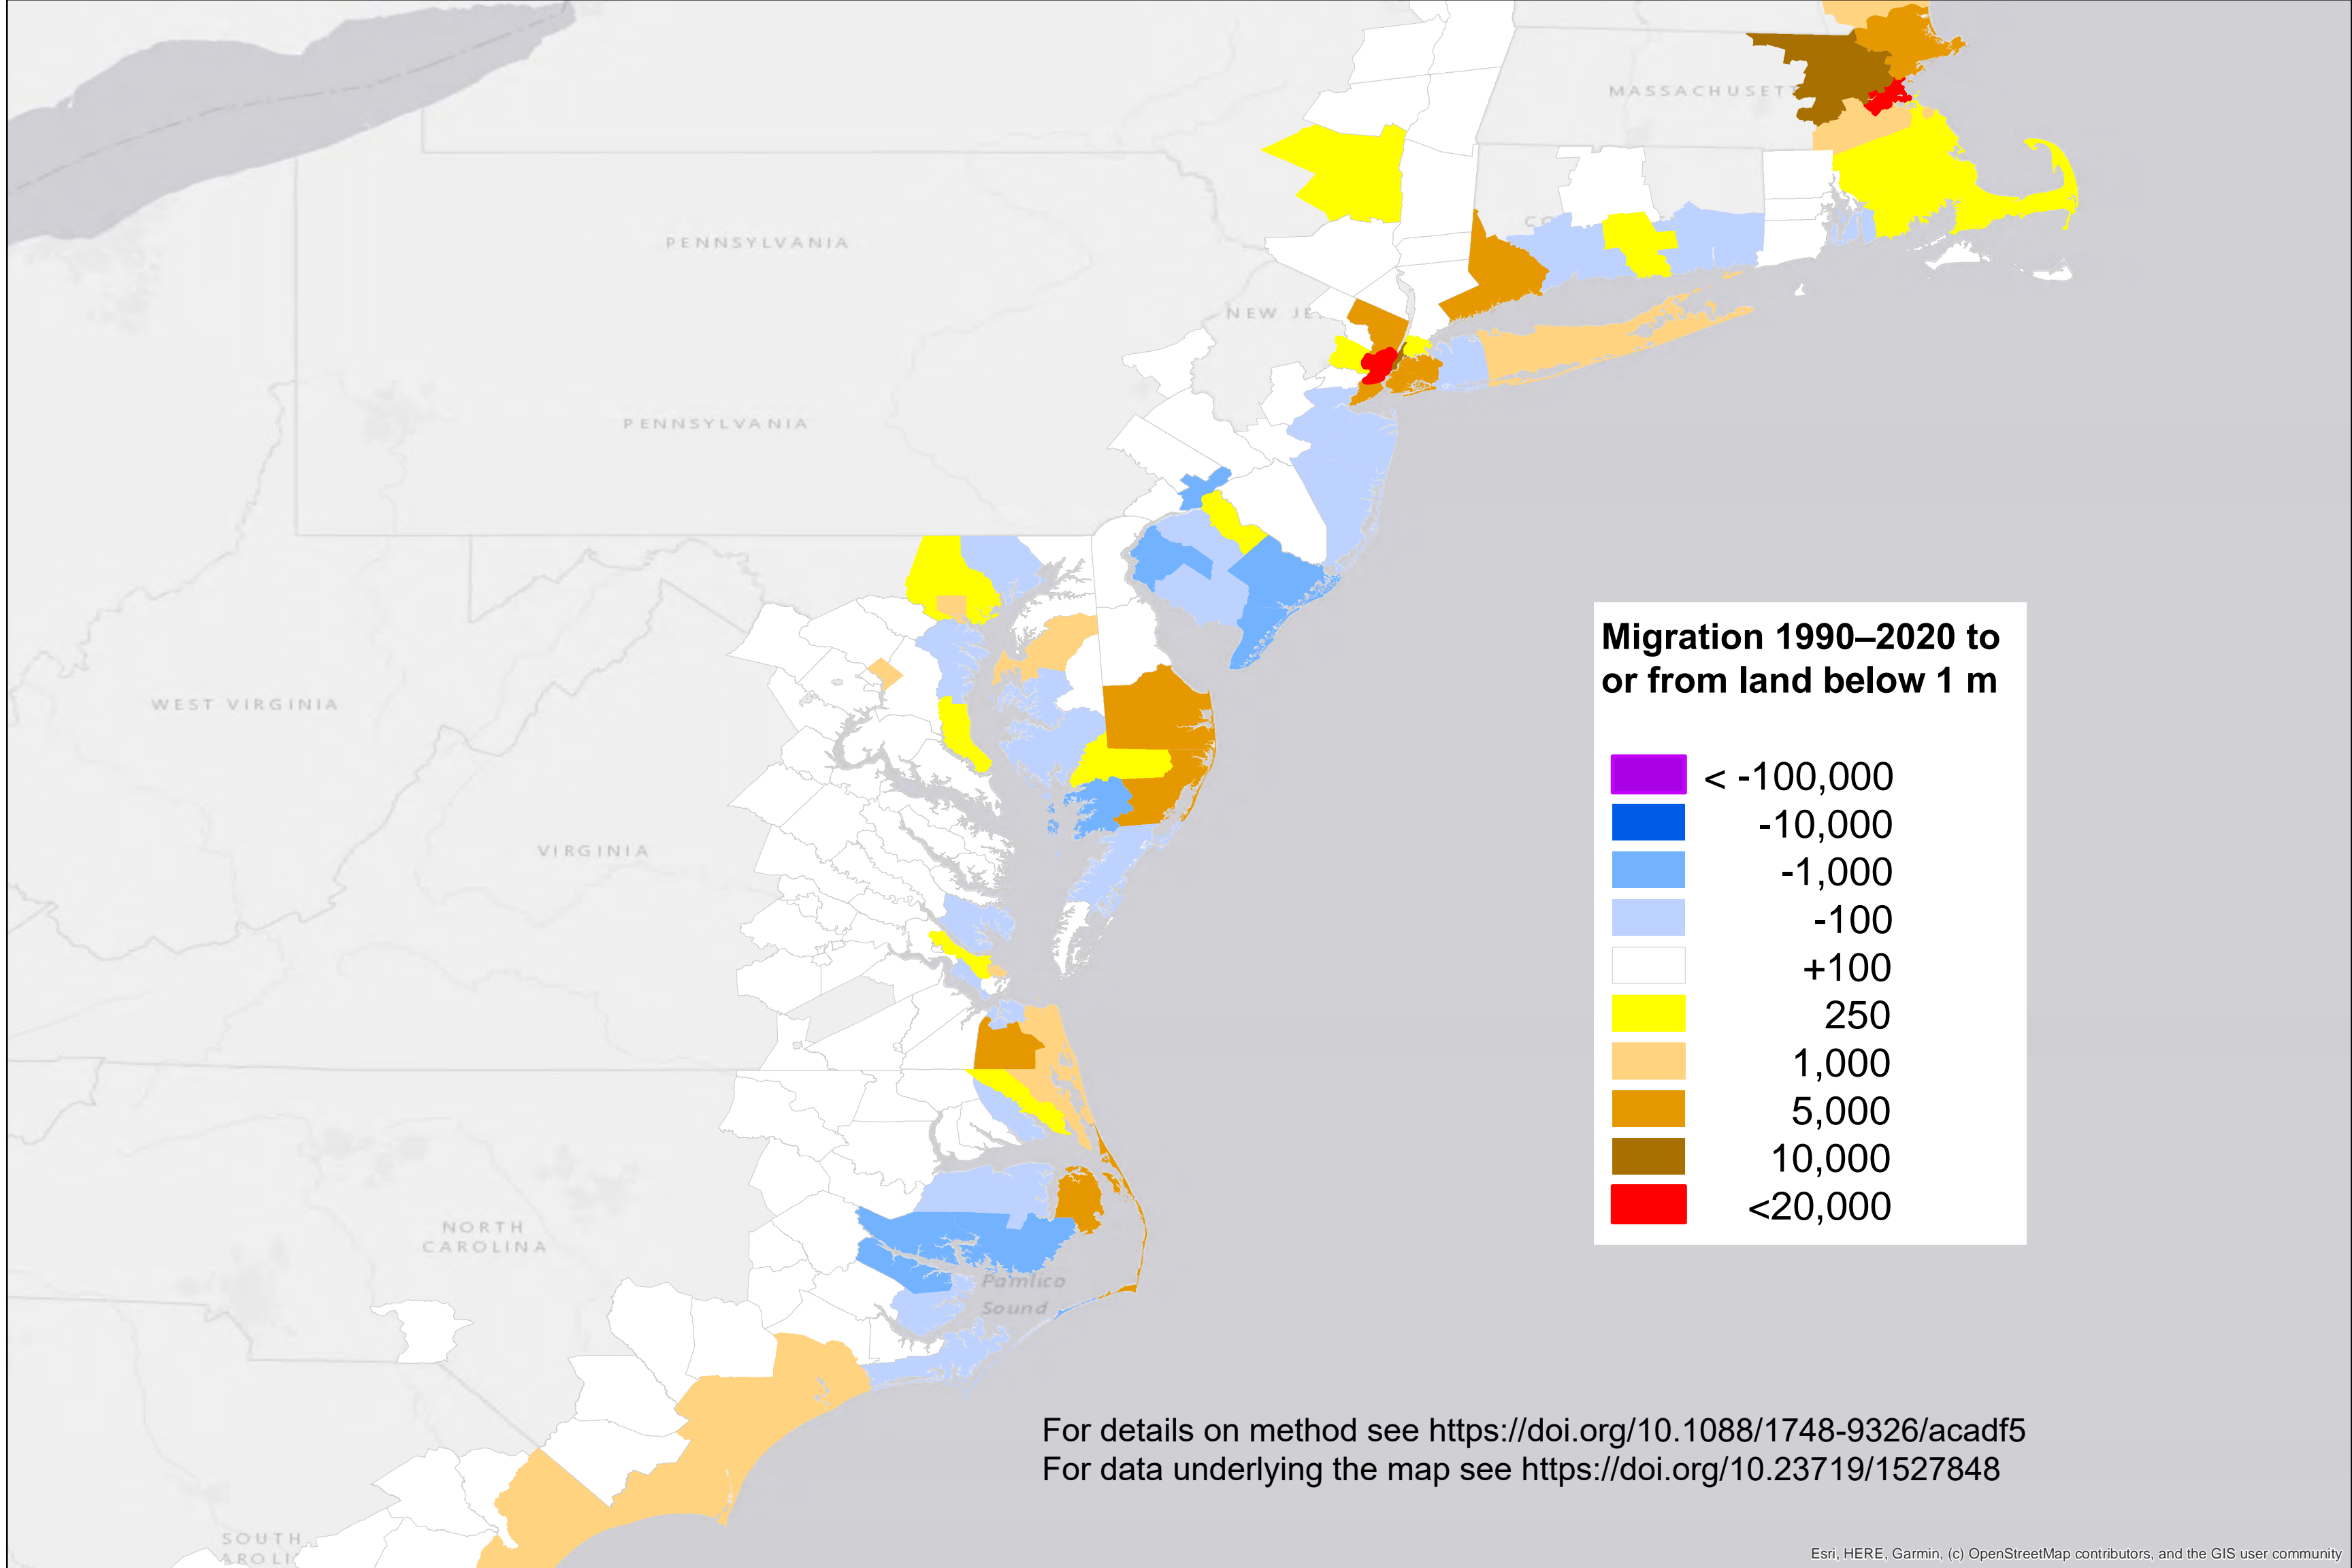 MASSACHUSETT
PENNSYLVANIA
NEW JE
PENNSYLVANIA
WEST VIRGINIA
VIRGINIA
NORTH
CAROLINA
Pamlico
Sound
SOUTH
Migration 1990–2020 to
or from land below 1 m
< -100,000
-10,000
-1,000
-100
+100
250
1,000
5,000
10,000
<20,000
For details on method see https://doi.org/10.1088/1748-9326/acadf5
For data underlying the map see https://doi.org/10.23719/1527848
Esri, HERE, Garmin, (c) OpenStreetMap contributors, and the GIS user community